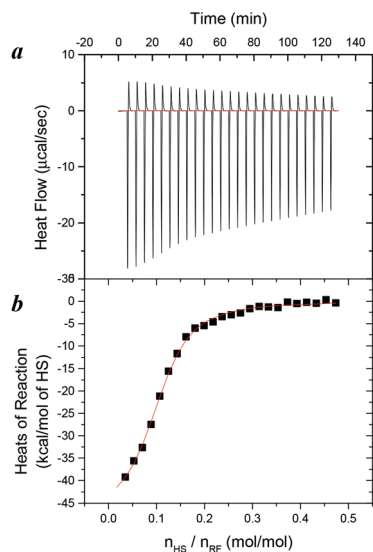 Time (min)
-20 0 20 40 60 80 100 120 140
a
10
0
-10
-20
-30
Heat Flow (μcal/sec)
b
0
-5
-10
-15
-20
-25
-30
-35
-40
-45
Heats of Reaction
(kcal/mol of HS)
0.0 0.1 0.2 0.3 0.4 0.5
n_HS / n_RF (mol/mol)